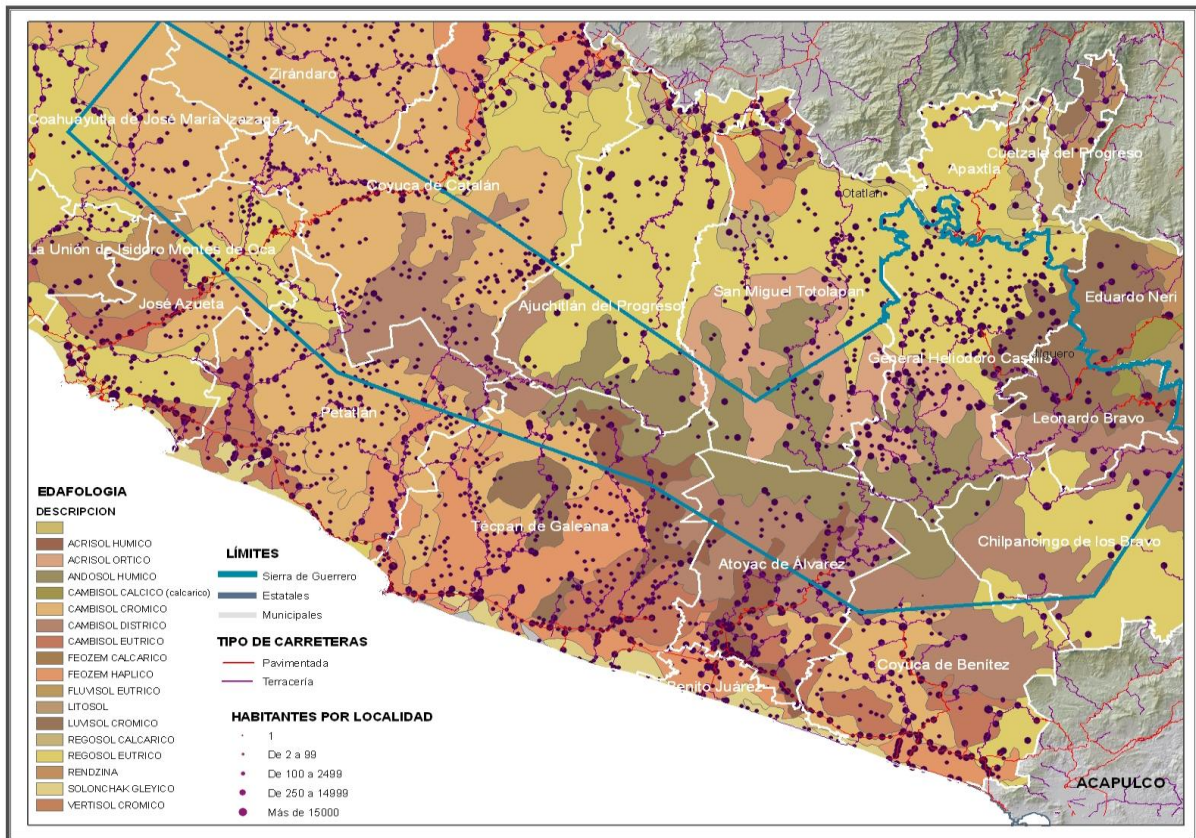 Zirándaro
Coahuayutla de José María Izazaga
Cuetzala del Progreso
Apaxtla
Coyuca de Catalán
Otatlán
La Unión de Isidoro Montes de Oca
José Azueta
Ajuchitlán del Progreso
San Miguel Totolapan
Eduardo Neri
General Heliodoro Castillo
Petatlán
Leonardo Bravo
Técpan de Galeana
Chilpancingo de los Bravo
Atoyac de Álvarez
Coyuca de Benítez
Benito Juárez
ACAPULCO
EDAFOLOGIA
DESCRIPCION
ACRISOL HUMICO
ACRISOL ORTICO
ANDOSOL HUMICO
CAMBISOL CALCICO (calcarico)
CAMBISOL CROMICO
CAMBISOL DISTRICO
CAMBISOL EUTRICO
FEOZEM CALCARICO
FEOZEM HAPLICO
FLUVISOL EUTRICO
LITOSOL
LUVISOL CROMICO
REGOSOL CALCARICO
REGOSOL EUTRICO
RENDZINA
SOLONCHAK GLEYICO
VERTISOL CROMICO
LÍMITES
Sierra de Guerrero
Estatales
Municipales
TIPO DE CARRETERAS
Pavimentada
Terracería
HABITANTES POR LOCALIDAD
1
De 2 a 99
De 100 a 2499
De 250 a 14999
Más de 15000